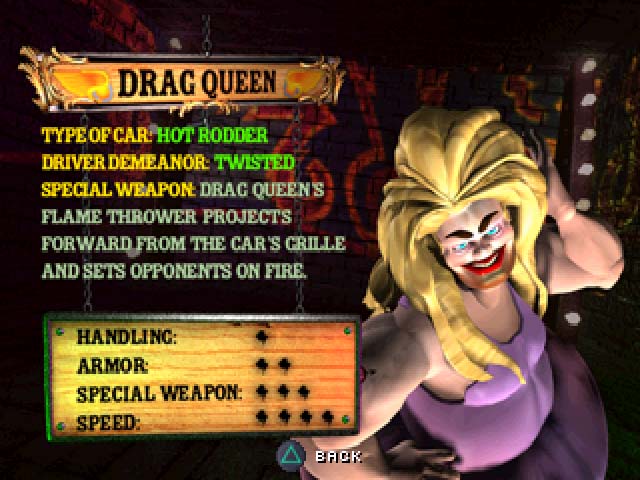 DRAG QUEEN
TYPE OF CAR: HOT RODDER
DRIVER DEMEANOR: TWISTED
SPECIAL WEAPON: DRAG QUEEN'S
FLAME THROWER PROJECTS
FORWARD FROM THE CAR'S GRILLE
AND SETS OPPONENTS ON FIRE.
HANDLING:
ARMOR:
SPECIAL WEAPON:
SPEED:
BACK